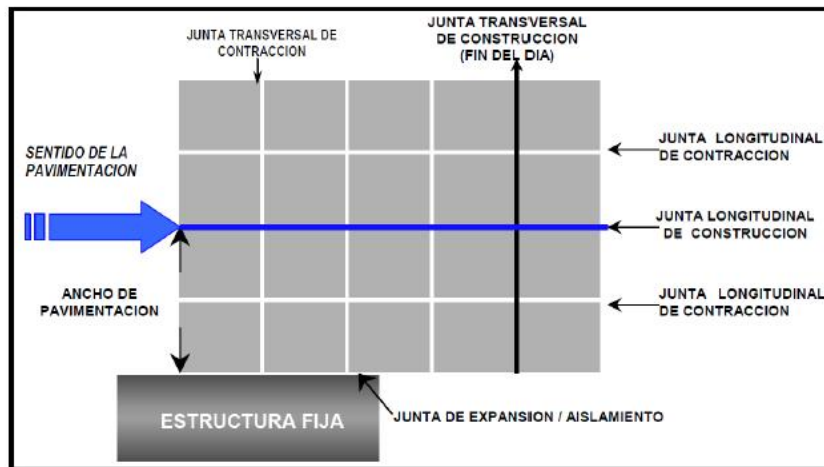 JUNTA TRANSVERSAL DE
CONTRACCION
JUNTA TRANSVERSAL
DE CONSTRUCCION
(FIN DEL DIA)
SENTIDO DE LA
PAVIMENTACION
JUNTA LONGITUDINAL
DE CONTRACCION
JUNTA LONGITUDINAL
DE CONSTRUCCION
ANCHO DE
PAVIMENTACION
JUNTA LONGITUDINAL
DE CONTRACCION
ESTRUCTURA FIJA
JUNTA DE EXPANSION / AISLAMIENTO